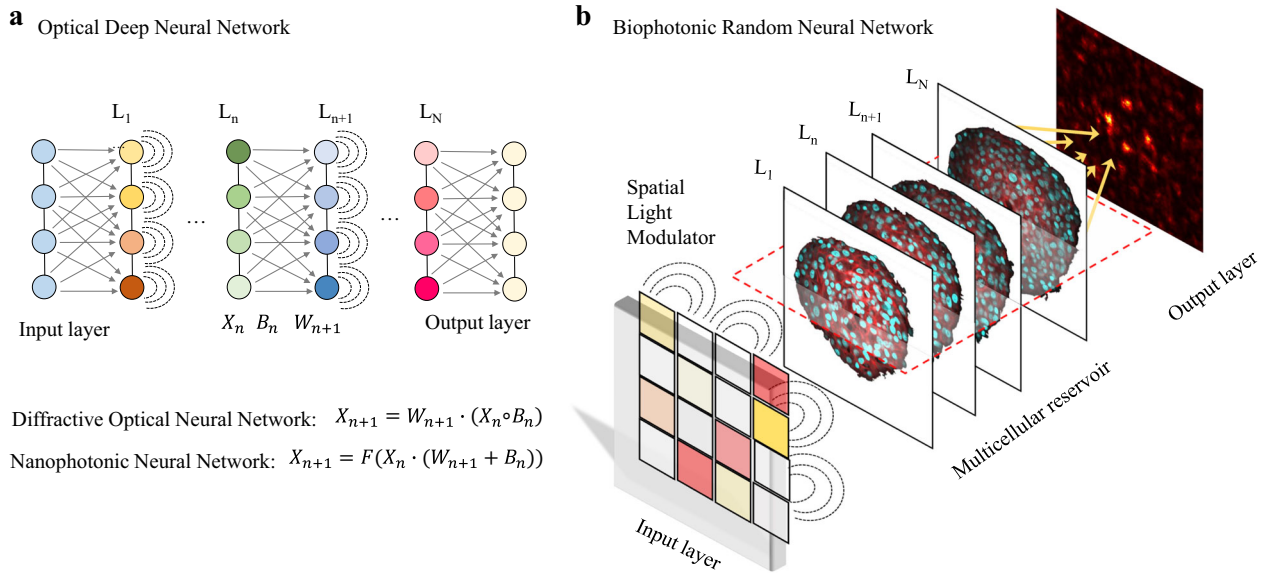 a Optical Deep Neural Network
L1 Ln Ln+1 LN
... ...
Xn Bn Wn+1
Input layer Output layer
Diffractive Optical Neural Network: Xn+1 = Wn+1 · (Xn∘Bn)
Nanophotonic Neural Network: Xn+1 = F(Xn · (Wn+1 + Bn))
b Biophotonic Random Neural Network
LN
Ln+1
Ln
L1
Spatial
Light
Modulator
Output layer
Multicellular reservoir
Input layer